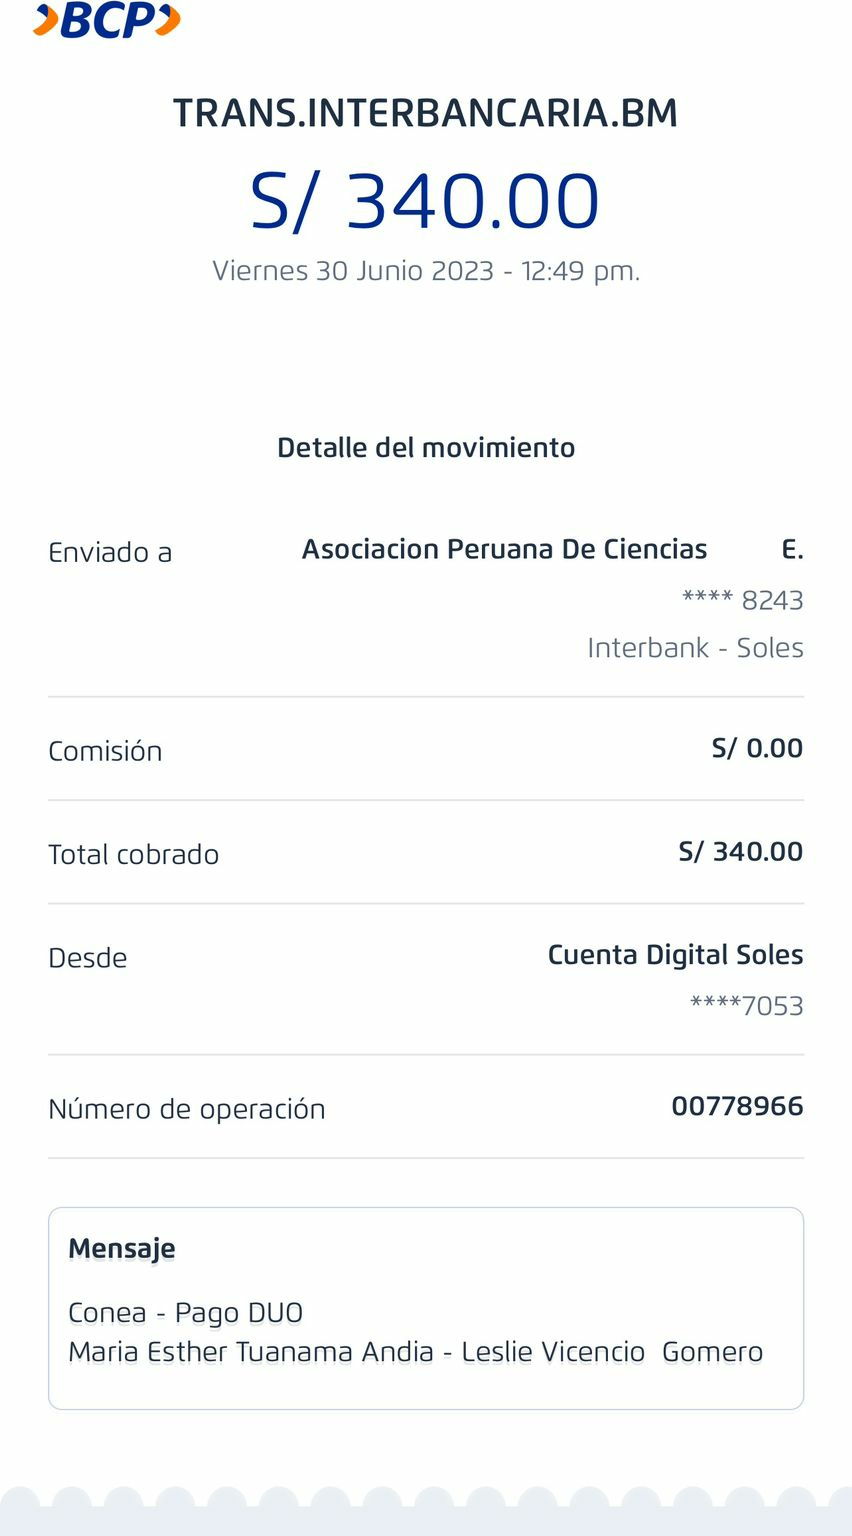 BCP
TRANS.INTERBANCARIA.BM
S/ 340.00
Viernes 30 Junio 2023 - 12:49 pm.
Detalle del movimiento
Enviado a Asociacion Peruana De Ciencias E.
**** 8243
Interbank - Soles
Comisión S/ 0.00
Total cobrado S/ 340.00
Desde Cuenta Digital Soles
****7053
Número de operación 00778966
Mensaje
Conea - Pago DUO
Maria Esther Tuanama Andia - Leslie Vicencio Gomero